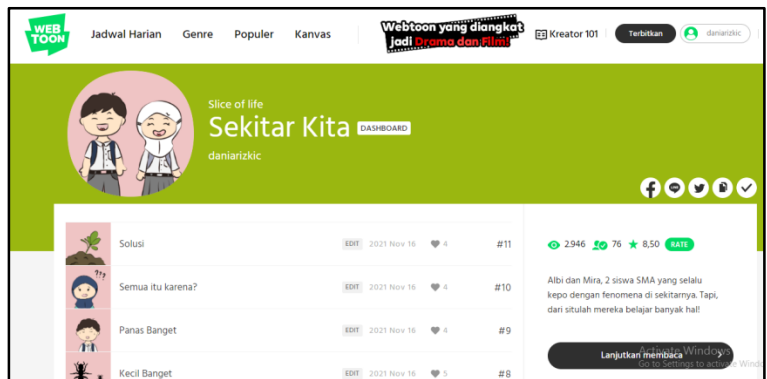 WEB
TOON
Jadwal Harian Genre Populer Kanvas
Webtoon yang diangkat
jadi Drama dan Film!
Kreator 101
Terbitkan
daniarizkic
Slice of life
Sekitar Kita DASHBOARD
daniarizkic
Solusi EDIT 2021 Nov 16 4 #11
???
Semua itu karena? EDIT 2021 Nov 16 4 #10
Panas Banget EDIT 2021 Nov 16 4 #9
Kecil Banget EDIT 2021 Nov 16 5 #8
2.946 76 8,50 RATE
Albi dan Mira, 2 siswa SMA yang selalu
kepo dengan fenomena di sekitarnya. Tapi,
dari situlah mereka belajar banyak hal!
Lanjutkan membaca
Activate Windows
Go to Settings to activate Windo